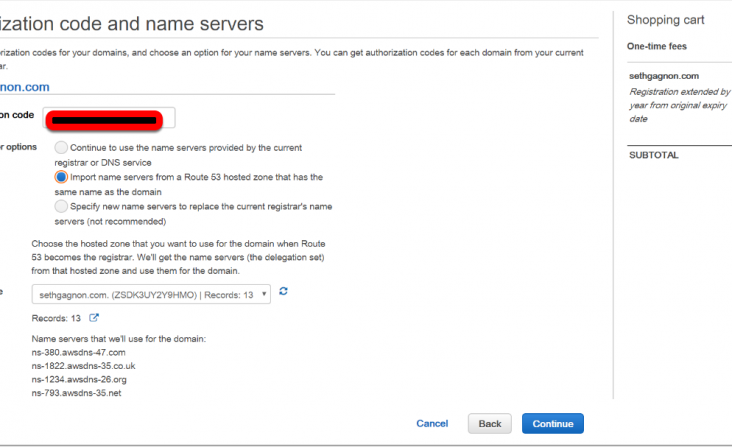 ization code and name servers
rization codes for your domains, and choose an option for your name servers. You can get authorization codes for each domain from your current
ar.
non.com
on code
r options
Continue to use the name servers provided by the current
registrar or DNS service
Import name servers from a Route 53 hosted zone that has the
same name as the domain
Specify new name servers to replace the current registrar's name
servers (not recommended)
Choose the hosted zone that you want to use for the domain when Route
53 becomes the registrar. We'll get the name servers (the delegation set)
from that hosted zone and use them for the domain.
e
sethgagnon.com. (ZSDK3UY2Y9HMO) | Records: 13
Records: 13
Name servers that we'll use for the domain:
ns-380.awsdns-47.com
ns-1822.awsdns-35.co.uk
ns-1234.awsdns-26.org
ns-793.awsdns-35.net
Cancel
Back
Continue
Shopping cart
One-time fees
sethgagnon.com
Registration extended by
year from original expiry
date
SUBTOTAL